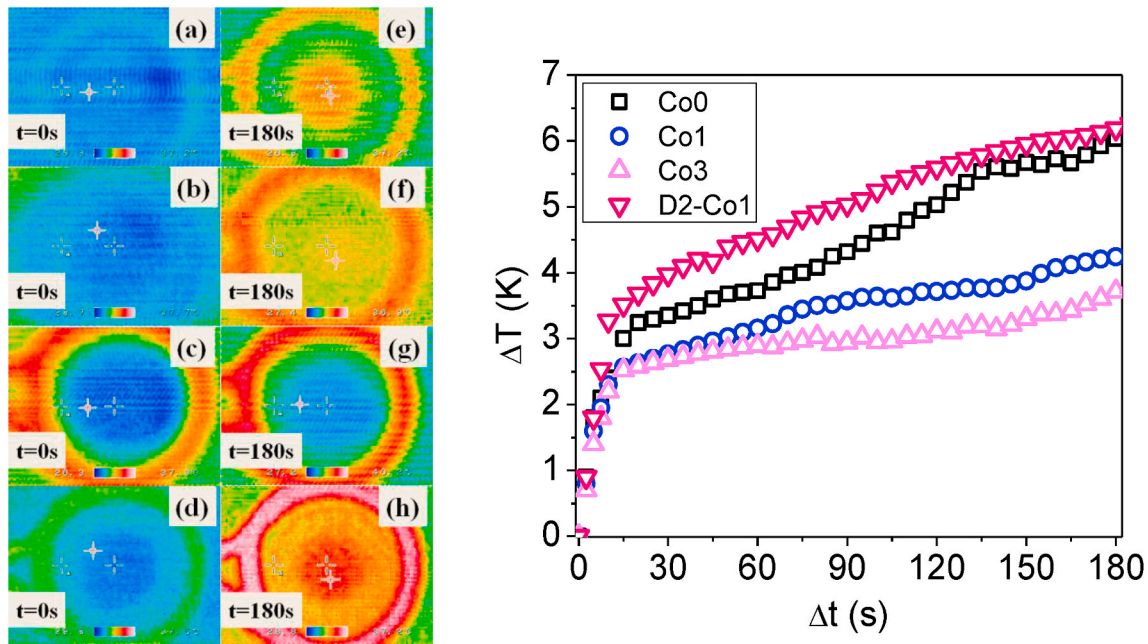 (a)
t=0s
(e)
t=180s
(b)
t=0s
(f)
t=180s
(c)
t=0s
(g)
t=180s
(d)
t=0s
(h)
t=180s
7
6
5
4
3
2
1
0
ΔT (K)
Co0
Co1
Co3
D2-Co1
0 30 60 90 120 150 180
Δt (s)